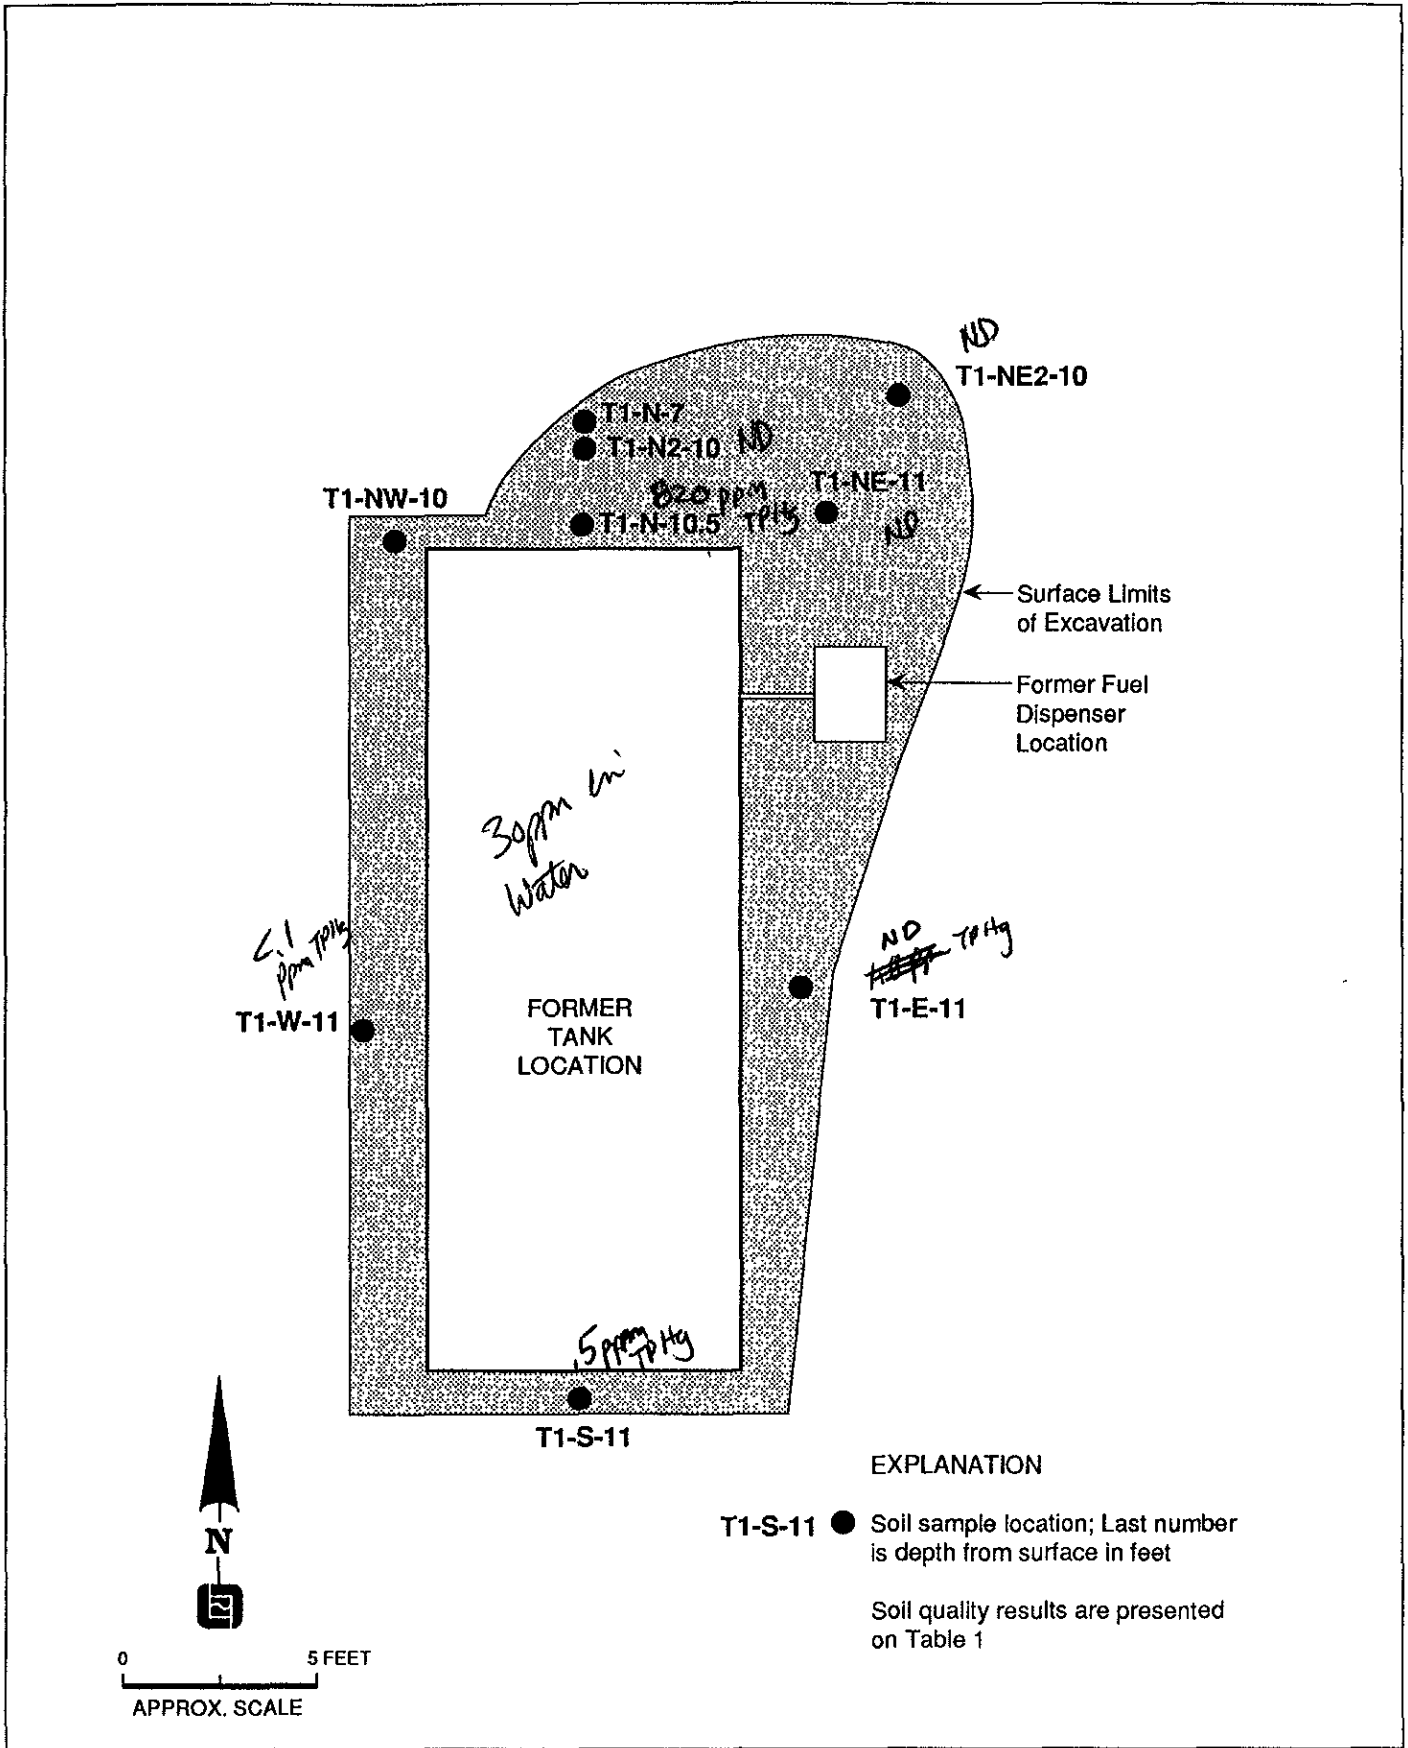 ND
T1-NE2-10
T1-N-7
T1-N2-10 ND
T1-NE-11
820 ppm
T1-NW-10
T1-N-10.5 TPHg
ND
Surface Limits
of Excavation
Former Fuel
Dispenser
Location
30ppm in
Water
<.1
ppm TPHg
T1-W-11
ND
TPHg
T1-E-11
FORMER
TANK
LOCATION
.5 ppm
TPHg
T1-S-11
EXPLANATION
T1-S-11 Soil sample location; Last number
is depth from surface in feet
Soil quality results are presented
on Table 1
N
0 5 FEET
APPROX. SCALE